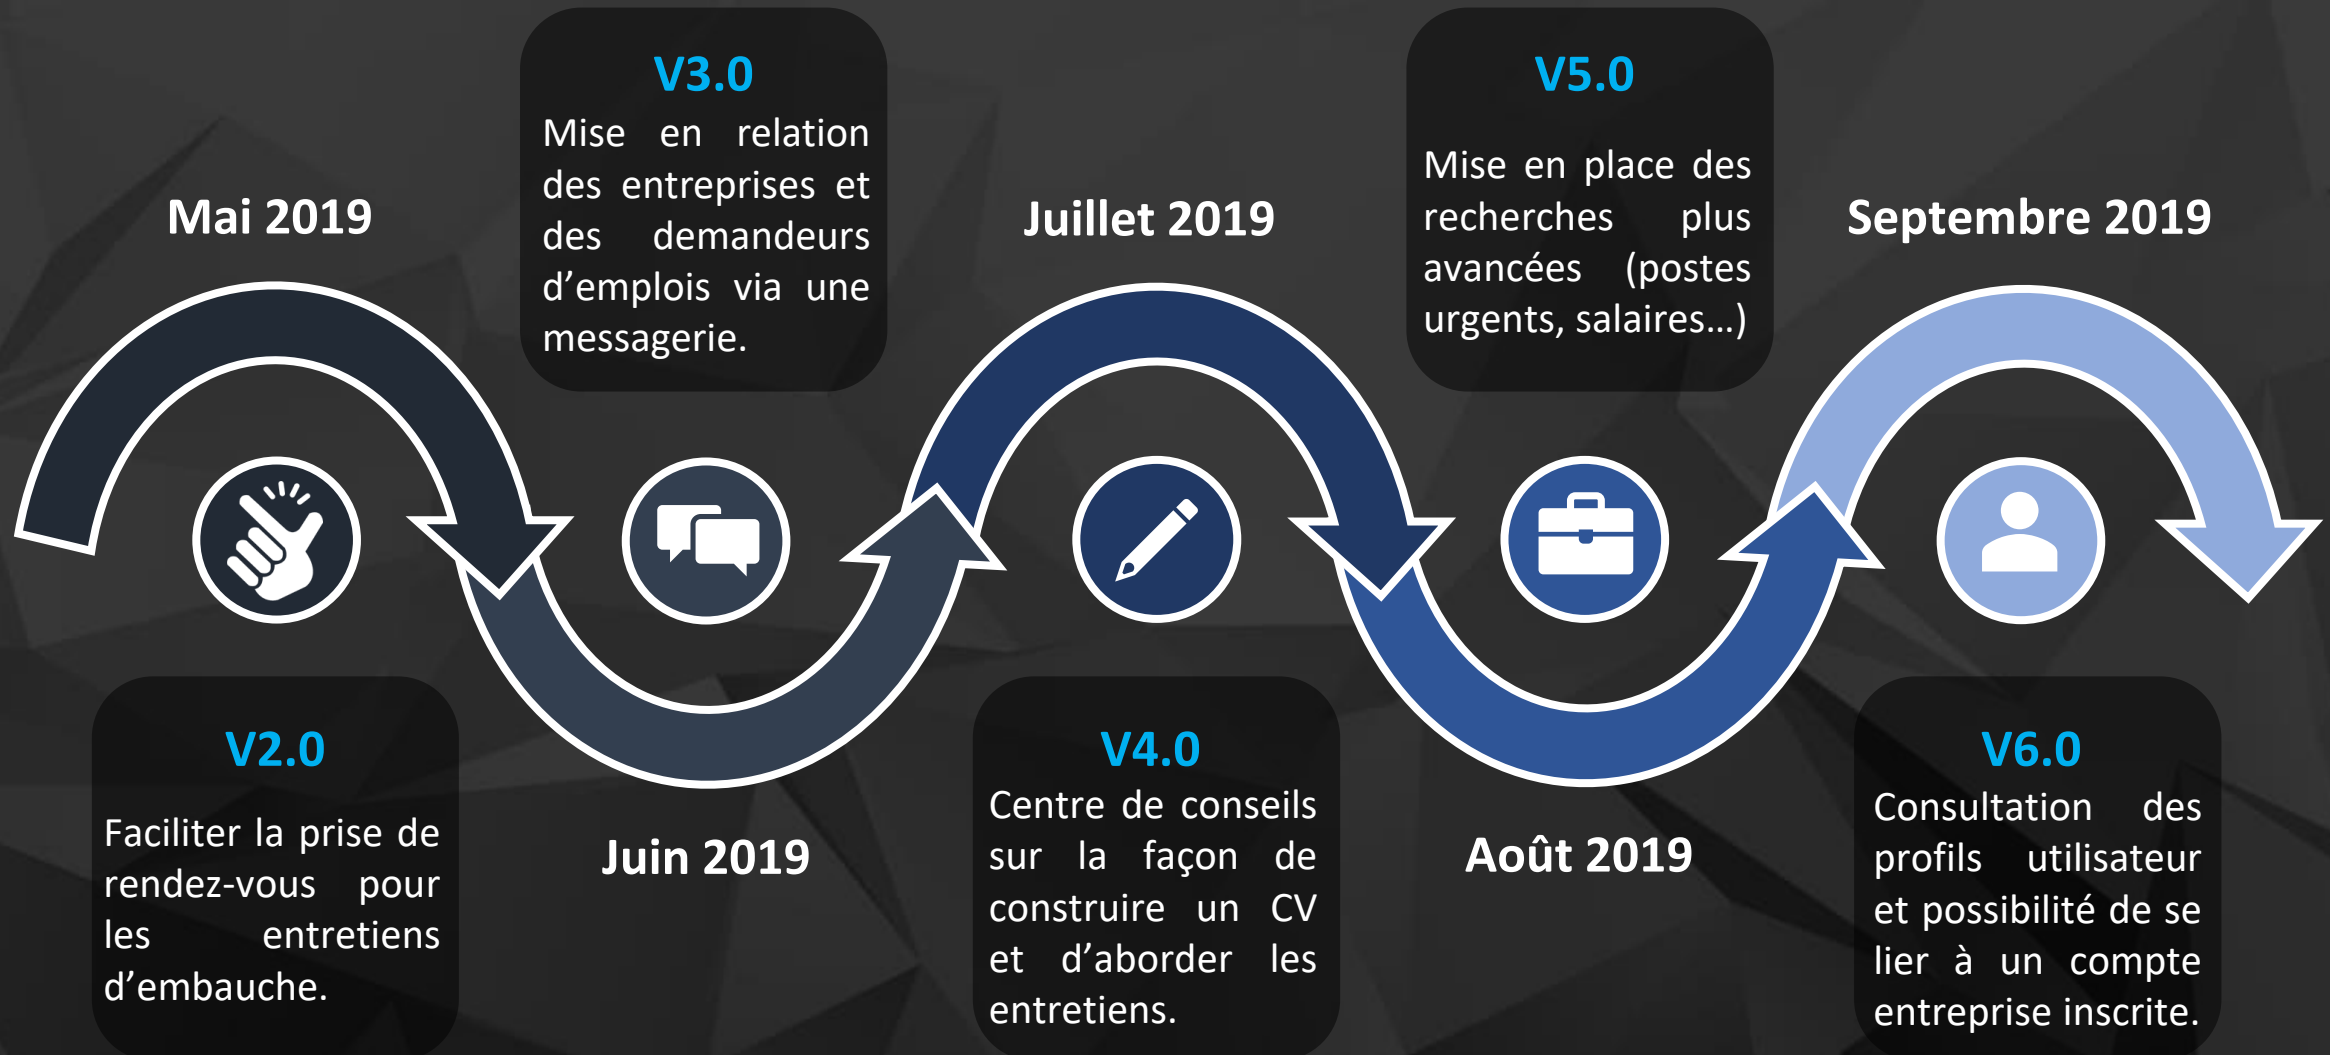 Mai 2019
V2.0
Faciliter la prise de
rendez-vous pour
les entretiens
d’embauche.
V3.0
Mise en relation
des entreprises et
des demandeurs
d’emplois via une
messagerie.
Juin 2019
Juillet 2019
V4.0
Centre de conseils
sur la façon de
construire un CV
et d’aborder les
entretiens.
V5.0
Mise en place des
recherches plus
avancées (postes
urgents, salaires…)
Août 2019
Septembre 2019
V6.0
Consultation des
profils utilisateur
et possibilité de se
lier à un compte
entreprise inscrite.